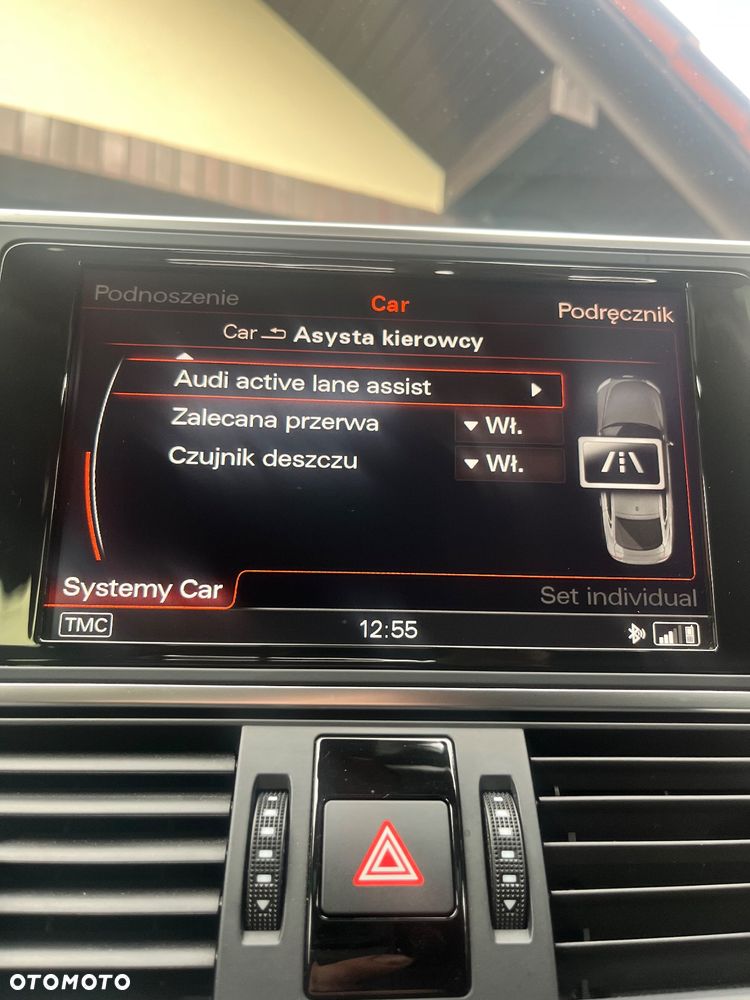 Podnoszenie
Car
Podręcznik
Car Asysta kierowcy
Audi active lane assist
Zalecana przerwa Wł.
Czujnik deszczu Wł.
Systemy Car
Set individual
TMC 12:55
OTOMOTO